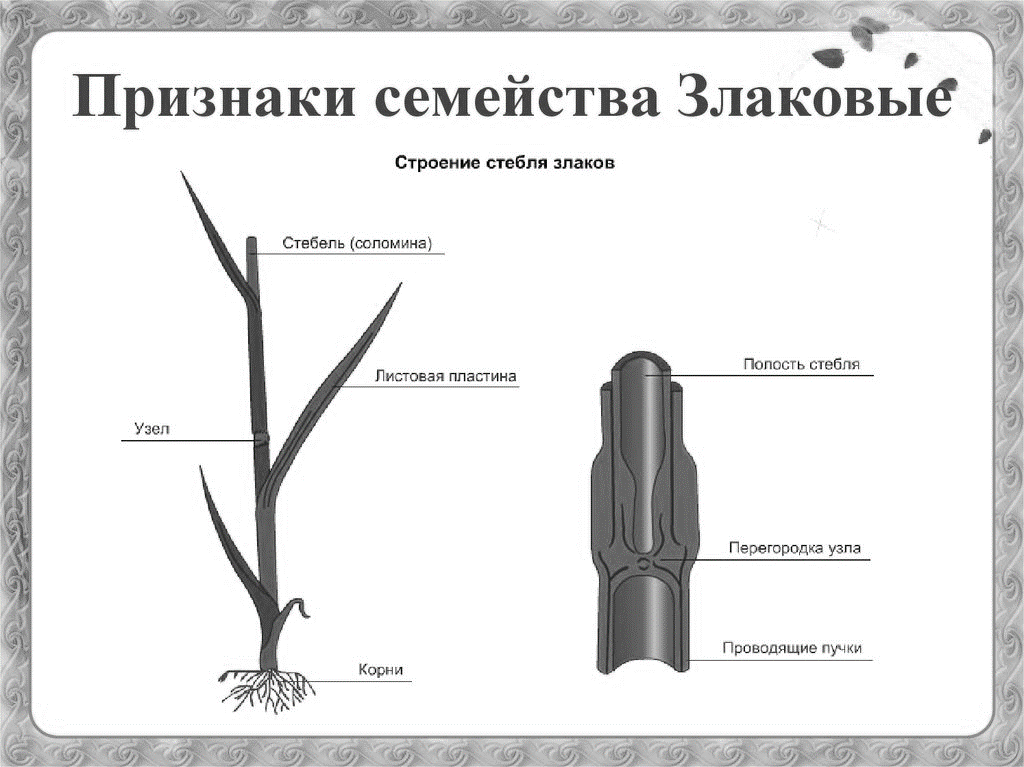 Признаки семейства Злаковые
Строение стебля злаков
Стебель (соломина)
Листовая пластина
Узел
Корни
Полость стебля
Перегородка узла
Проводящие пучки